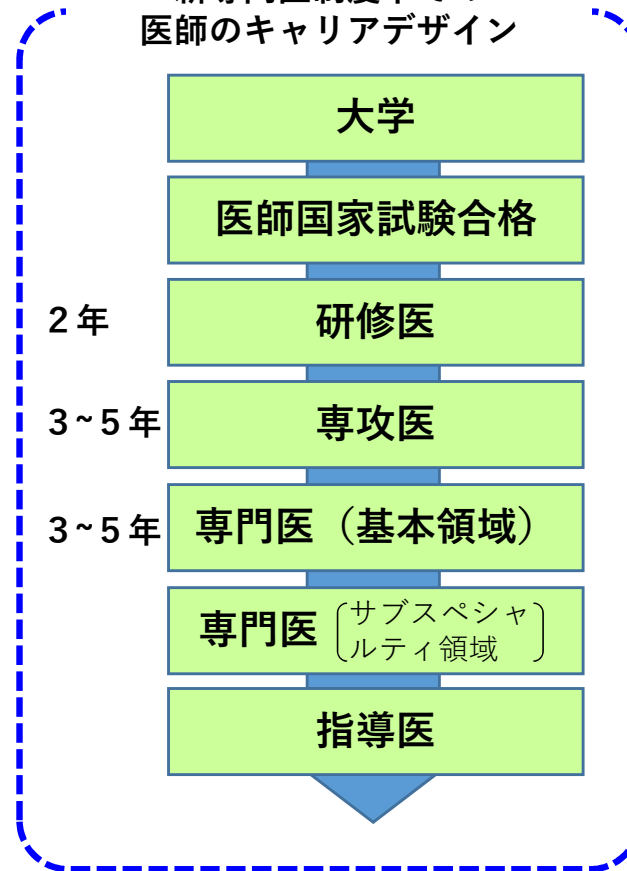 医師のキャリアデザイン
大学
医師国家試験合格
2年 研修医
3~5年 専攻医
3~5年 専門医（基本領域）
専門医（サブスペシャ
ルティ領域）
指導医